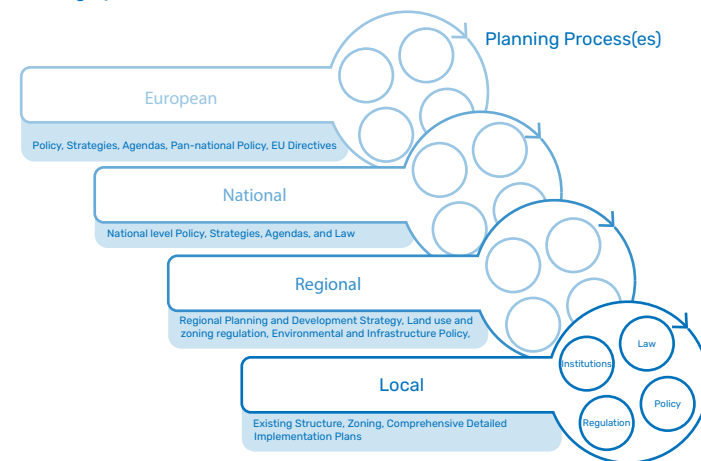 Planning Process(es)
European
Policy, Strategies, Agendas, Pan-national Policy, EU Directives
National
National level Policy, Strategies, Agendas, and Law
Regional
Regional Planning and Development Strategy, Land use and
zoning regulation, Environmental and Infrastructure Policy,
Local
Existing Structure, Zoning, Comprehensive Detailed
Implementation Plans
Law
Institutions
Policy
Regulation